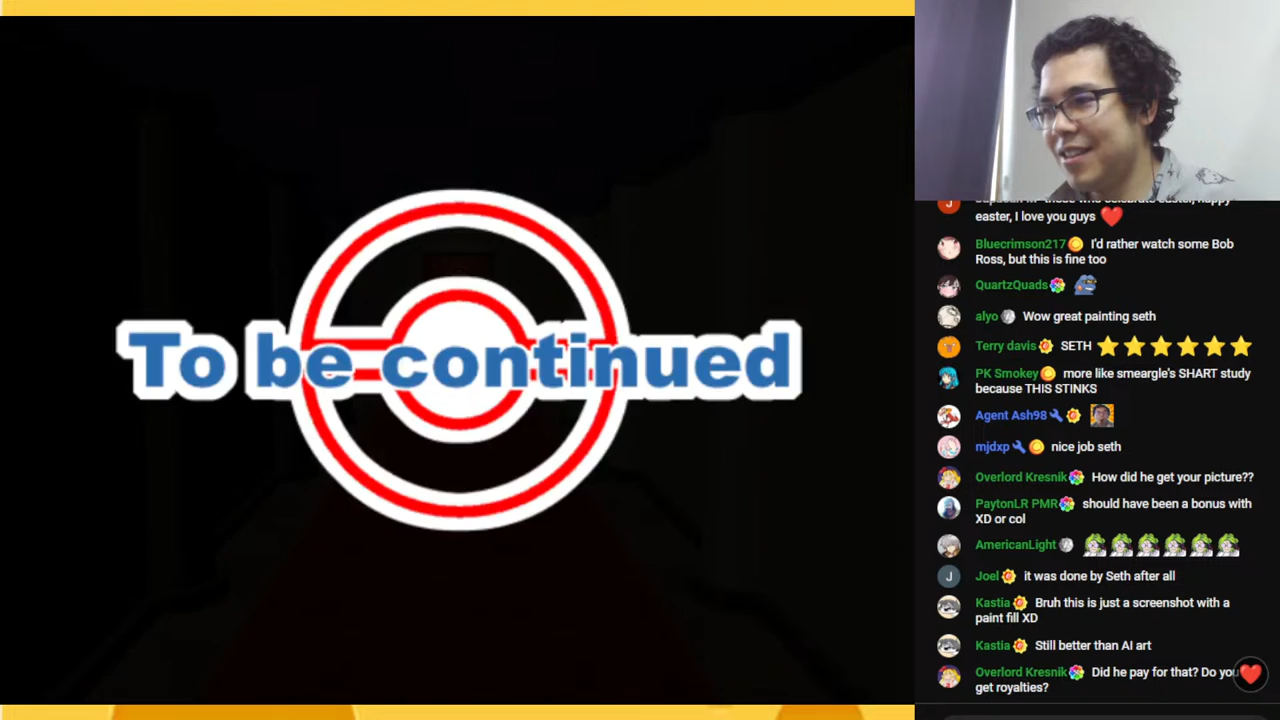 To be continued
easter, I love you guys ❤️
Bluecrimson217 I'd rather watch some Bob
Ross, but this is fine too
QuartzQuads
alyo Wow great painting seth
Terry davis SETH ⭐⭐⭐⭐⭐⭐
PK Smokey more like smeargle's SHART study
because THIS STINKS
Agent Ash98
mjdxp nice job seth
Overlord Kresnik How did he get your picture??
PaytonLR PMR should have been a bonus with
XD or col
AmericanLight
J
Joel it was done by Seth after all
Kastia Bruh this is just a screenshot with a
paint fill XD
Kastia Still better than AI art
Overlord Kresnik Did he pay for that? Do you
get royalties?